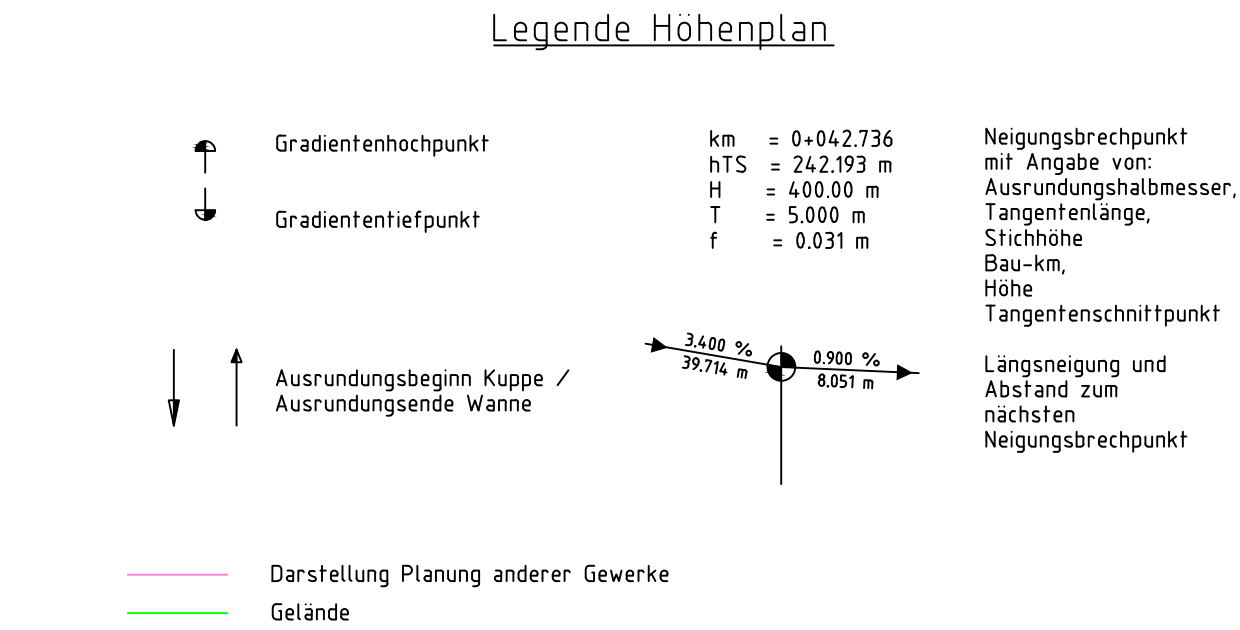 Legende Höhenplan
Gradientenhochpunkt
Gradiententiefpunkt
km = 0+042.736
hTS = 242.193 m
H = 400.00 m
T = 5.000 m
f = 0.031 m
Neigungsbrechpunkt
mit Angabe von:
Ausrundungshalbmesser,
Tangentenlänge,
Stichhöhe
Bau-km,
Höhe
Tangentenschnittpunkt
Ausrundungsbeginn Kuppe /
Ausrundungsende Wanne
3.400 %
39.714 m
0.900 %
8.051 m
Längsneigung und
Abstand zum
nächsten
Neigungsbrechpunkt
Darstellung Planung anderer Gewerke
Gelände